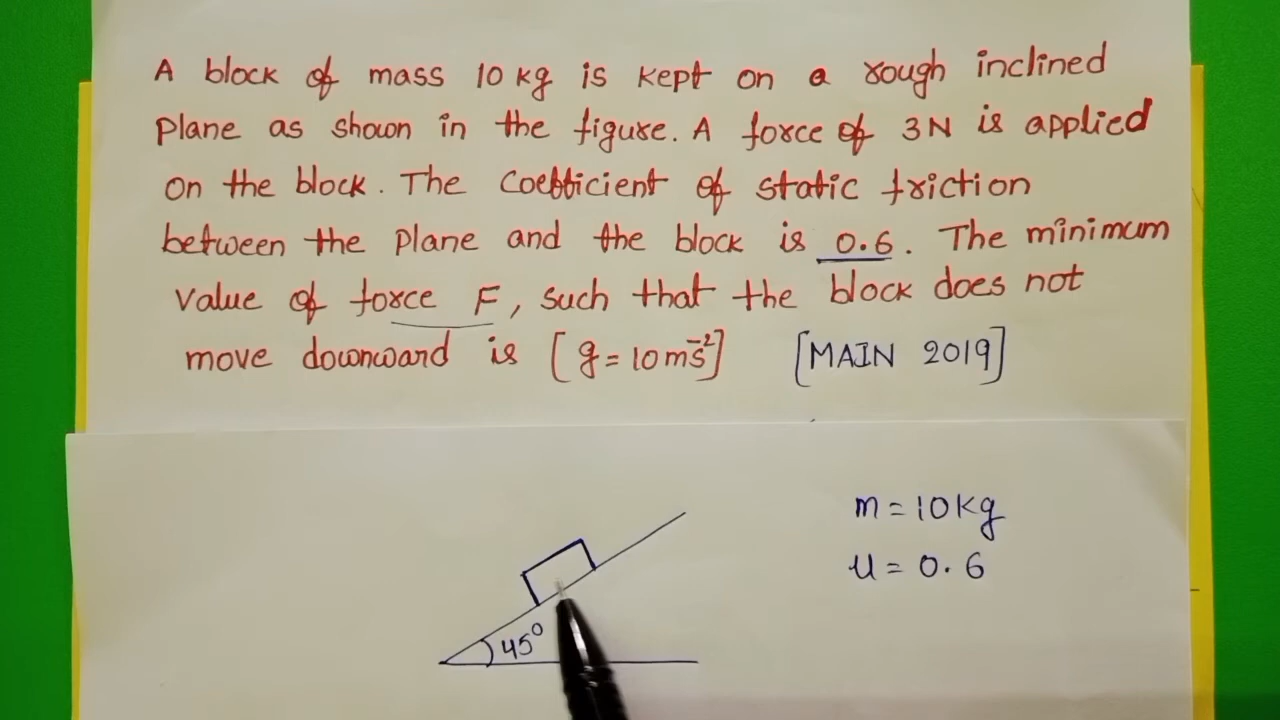 A block of mass 10 kg is kept on a rough inclined
plane as shown in the figure. A force of 3N is applied
on the block. The coefficient of static friction
between the plane and the block is 0.6. The minimum
value of force F, such that the block does not
move downward is [g = 10 ms⁻²] [MAIN 2019]
m = 10kg
u = 0.6
45°